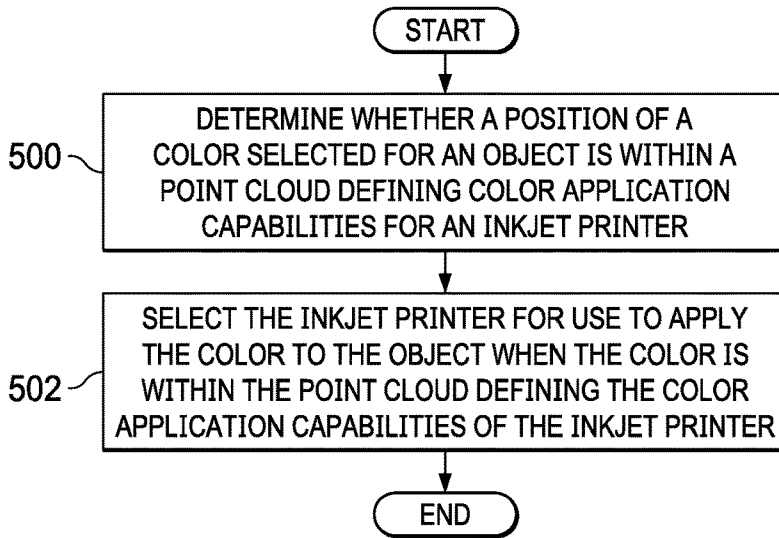 START
500
DETERMINE WHETHER A POSITION OF A
COLOR SELECTED FOR AN OBJECT IS WITHIN A
POINT CLOUD DEFINING COLOR APPLICATION
CAPABILITIES FOR AN INKJET PRINTER
502
SELECT THE INKJET PRINTER FOR USE TO APPLY
THE COLOR TO THE OBJECT WHEN THE COLOR IS
WITHIN THE POINT CLOUD DEFINING THE COLOR
APPLICATION CAPABILITIES OF THE INKJET PRINTER
END